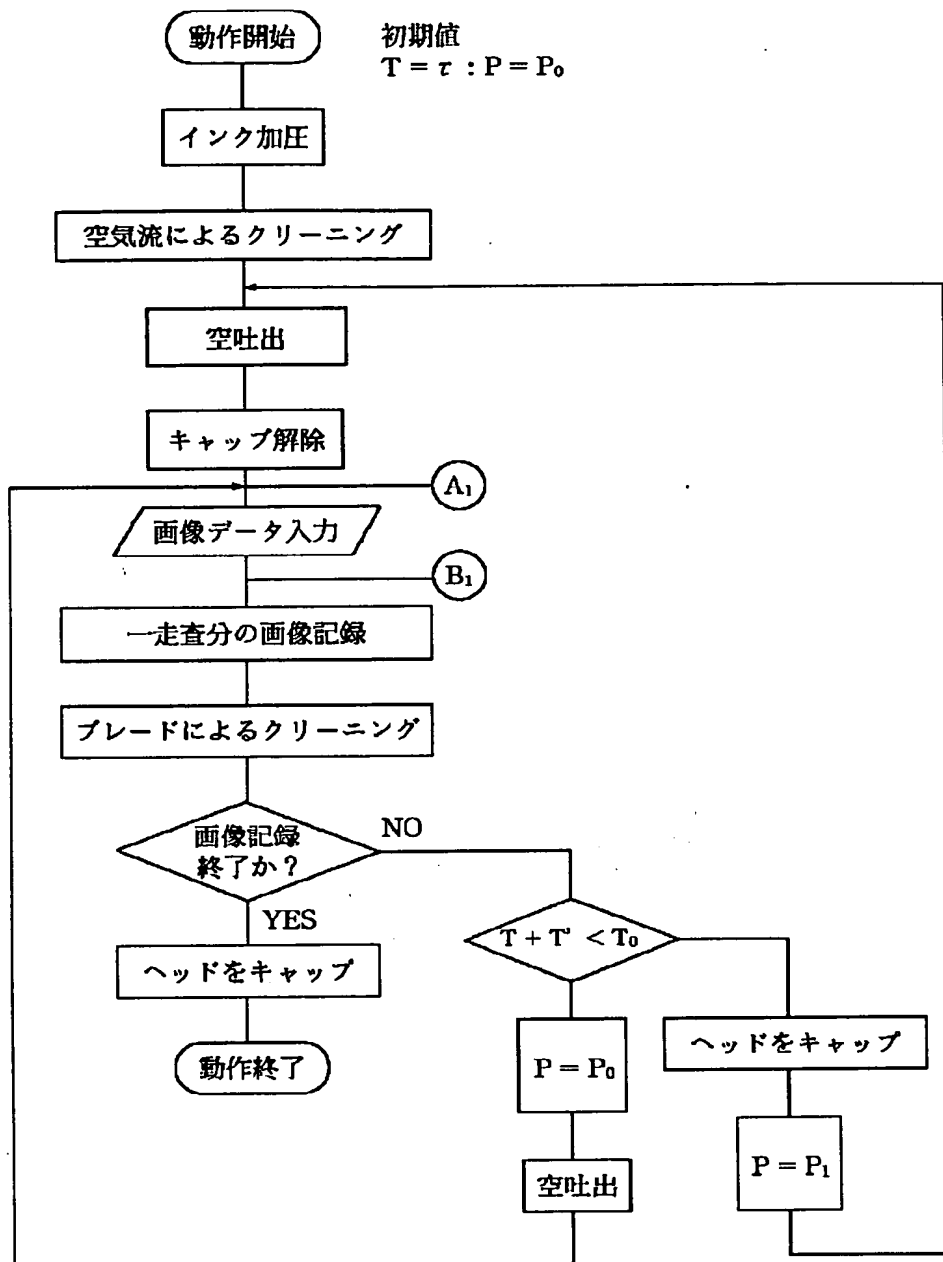 動作開始
初期値
T = τ : P = P₀
インク加圧
空気流によるクリーニング
空吐出
キャップ解除
A₁
画像データ入力
B₁
一走査分の画像記録
ブレードによるクリーニング
画像記録
終了か?
NO
YES
T + T' < T₀
ヘッドをキャップ
動作終了
P = P₀
空吐出
ヘッドをキャップ
P = P₁